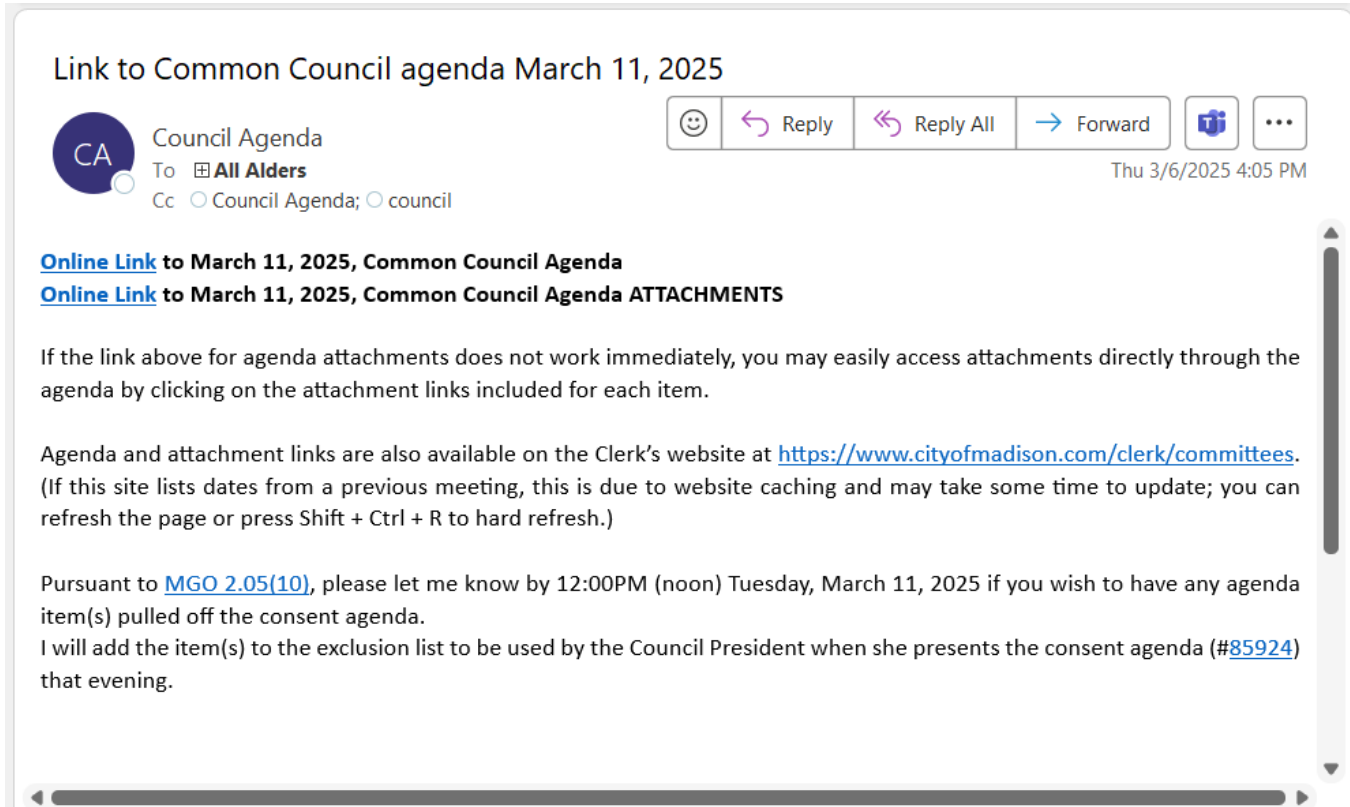 Link to Common Council agenda March 11, 2025
CA
Council Agenda
To All Alders
Cc Council Agenda; council
Reply
Reply All
Forward
Thu 3/6/2025 4:05 PM
Online Link to March 11, 2025, Common Council Agenda
Online Link to March 11, 2025, Common Council Agenda ATTACHMENTS
If the link above for agenda attachments does not work immediately, you may easily access attachments directly through the
agenda by clicking on the attachment links included for each item.
Agenda and attachment links are also available on the Clerk’s website at https://www.cityofmadison.com/clerk/committees.
(If this site lists dates from a previous meeting, this is due to website caching and may take some time to update; you can
refresh the page or press Shift + Ctrl + R to hard refresh.)
Pursuant to MGO 2.05(10), please let me know by 12:00PM (noon) Tuesday, March 11, 2025 if you wish to have any agenda
item(s) pulled off the consent agenda.
I will add the item(s) to the exclusion list to be used by the Council President when she presents the consent agenda (#85924)
that evening.